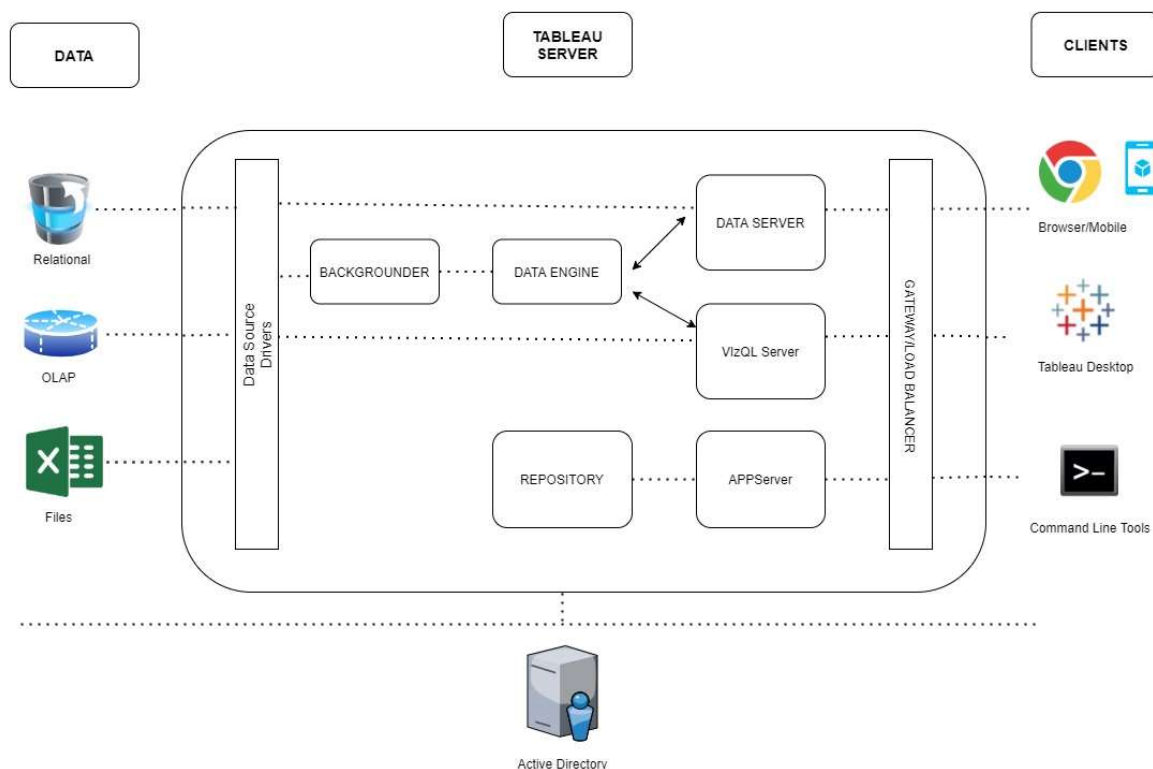 DATA
TABLEAU
SERVER
CLIENTS
Relational
OLAP
Files
Data Source
Drivers
BACKGROUNDER
DATA ENGINE
DATA SERVER
VIzQL Server
REPOSITORY
APPServer
GATEWAY/LOAD BALANCER
Browser/Mobile
Tableau Desktop
>-
Command Line Tools
Active Directory